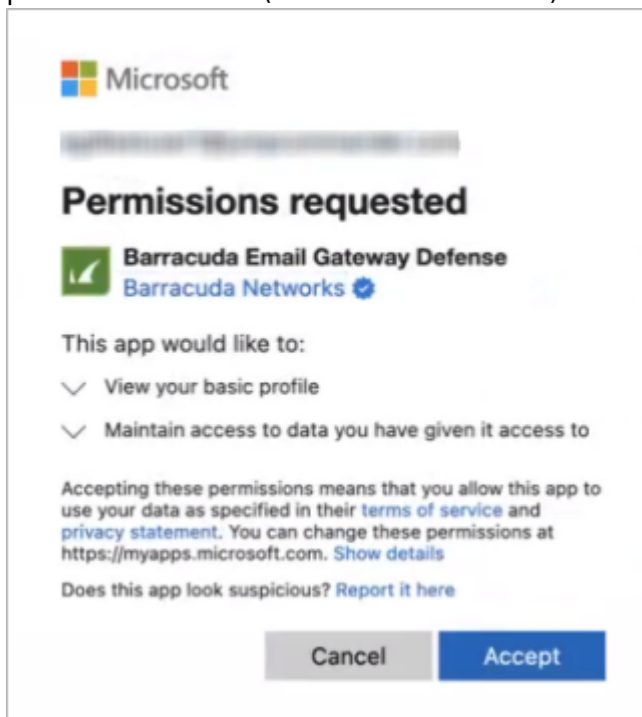 Microsoft
Permissions requested
Barracuda Email Gateway Defense
Barracuda Networks
This app would like to:
View your basic profile
Maintain access to data you have given it access to
Accepting these permissions means that you allow this app to
use your data as specified in their terms of service and
privacy statement. You can change these permissions at
https://myapps.microsoft.com. Show details
Does this app look suspicious? Report it here
Cancel
Accept